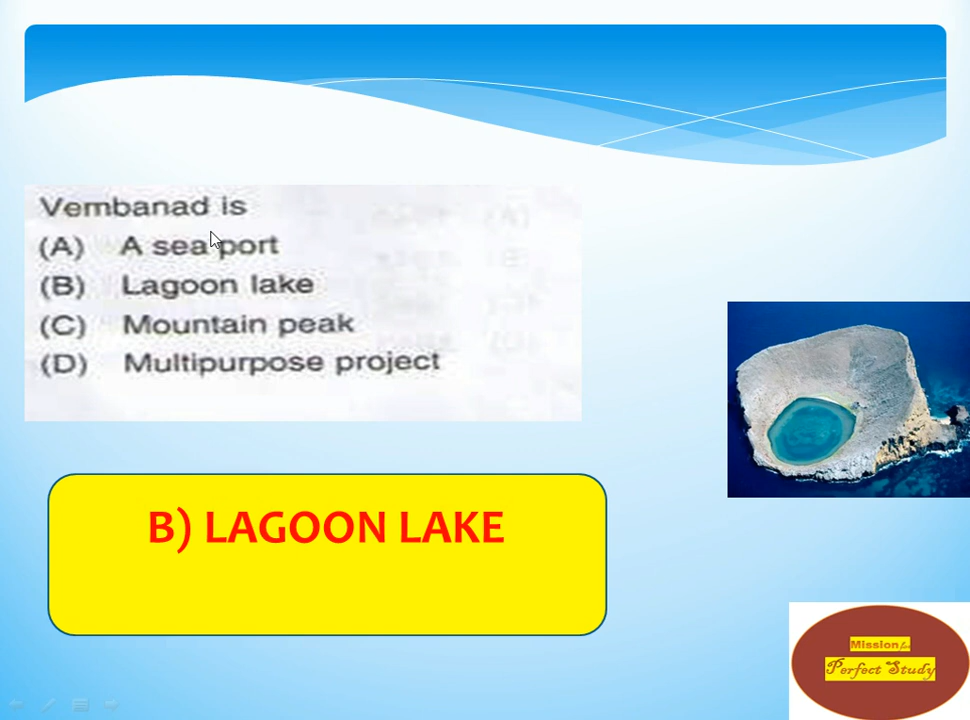 Vembanad is
(A) A sea port
(B) Lagoon lake
(C) Mountain peak
(D) Multipurpose project
B) LAGOON LAKE
Mission for
Perfect Study